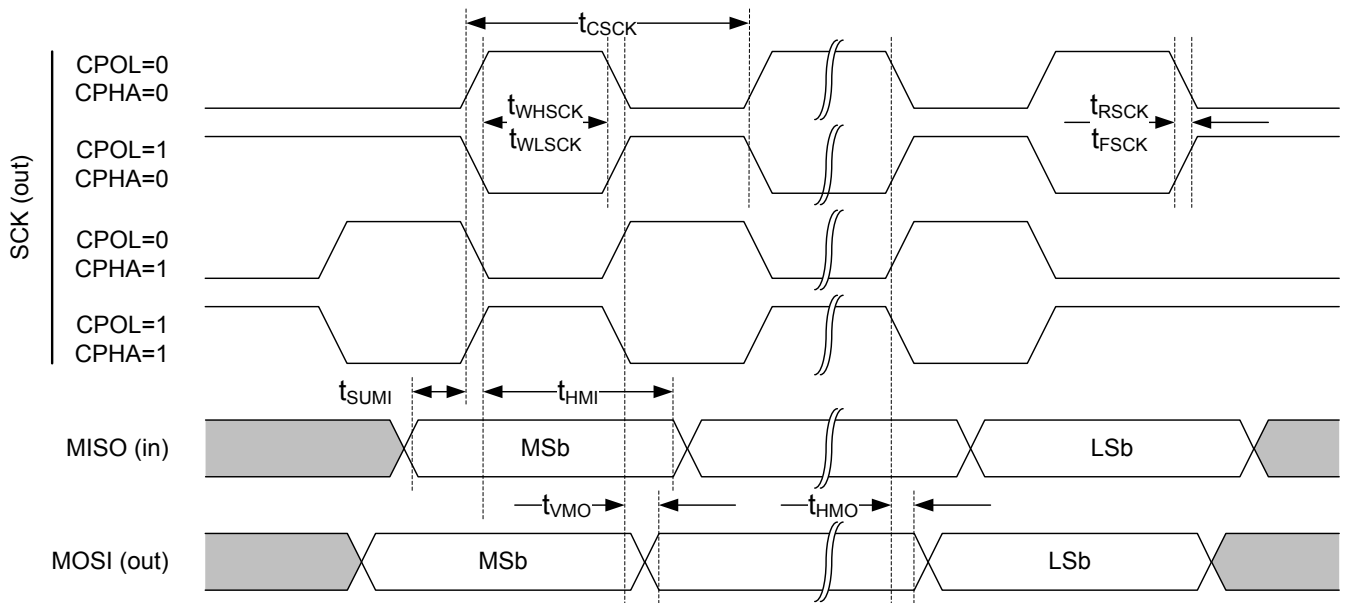 tCSCK
SCK (out)
CPOL=0
CPHA=0
tWHSCK
tWLSCK
tRSCK
tFSCK
CPOL=1
CPHA=0
CPOL=0
CPHA=1
CPOL=1
CPHA=1
tSUMI
tHMI
MISO (in)
MSb
LSb
tVMO
tHMO
MOSI (out)
MSb
LSb